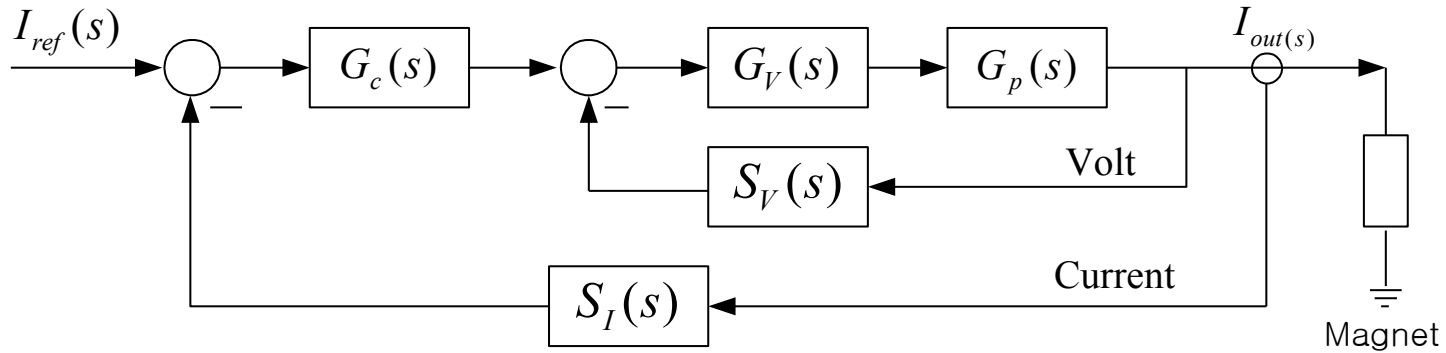 I_ref(s)
G_c(s)
G_V(s)
G_p(s)
I_out(s)
S_V(s)
Volt
S_I(s)
Current
Magnet